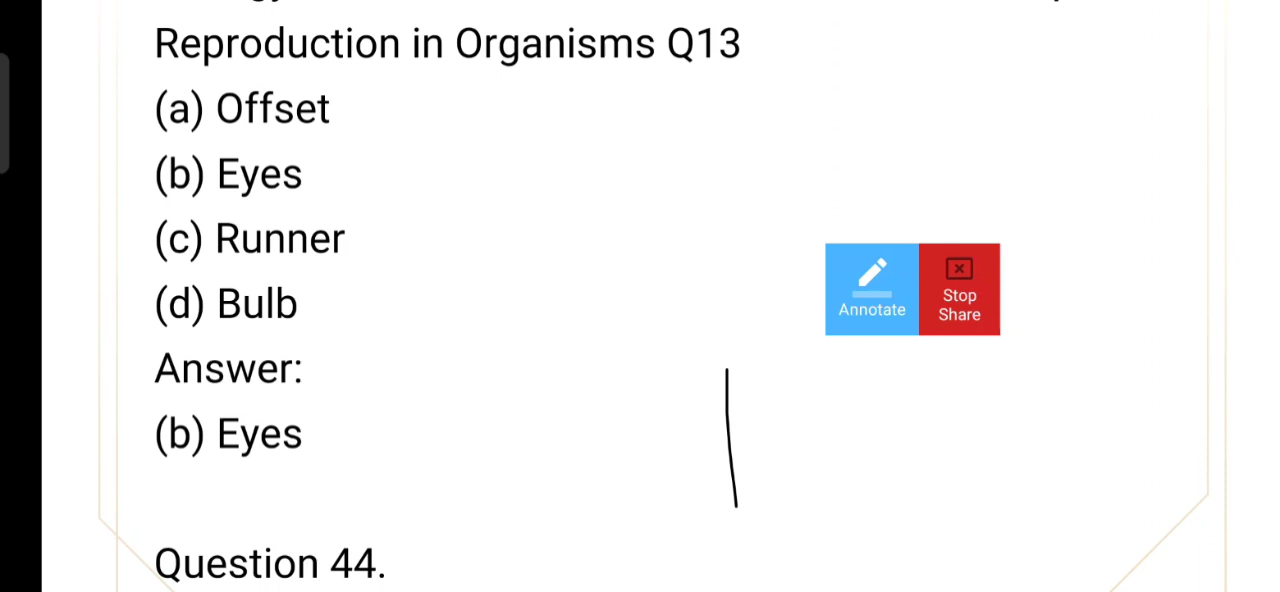 Reproduction in Organisms Q13
(a) Offset
(b) Eyes
(c) Runner
(d) Bulb
Annotate
Stop
Share
Answer:
(b) Eyes
Question 44.